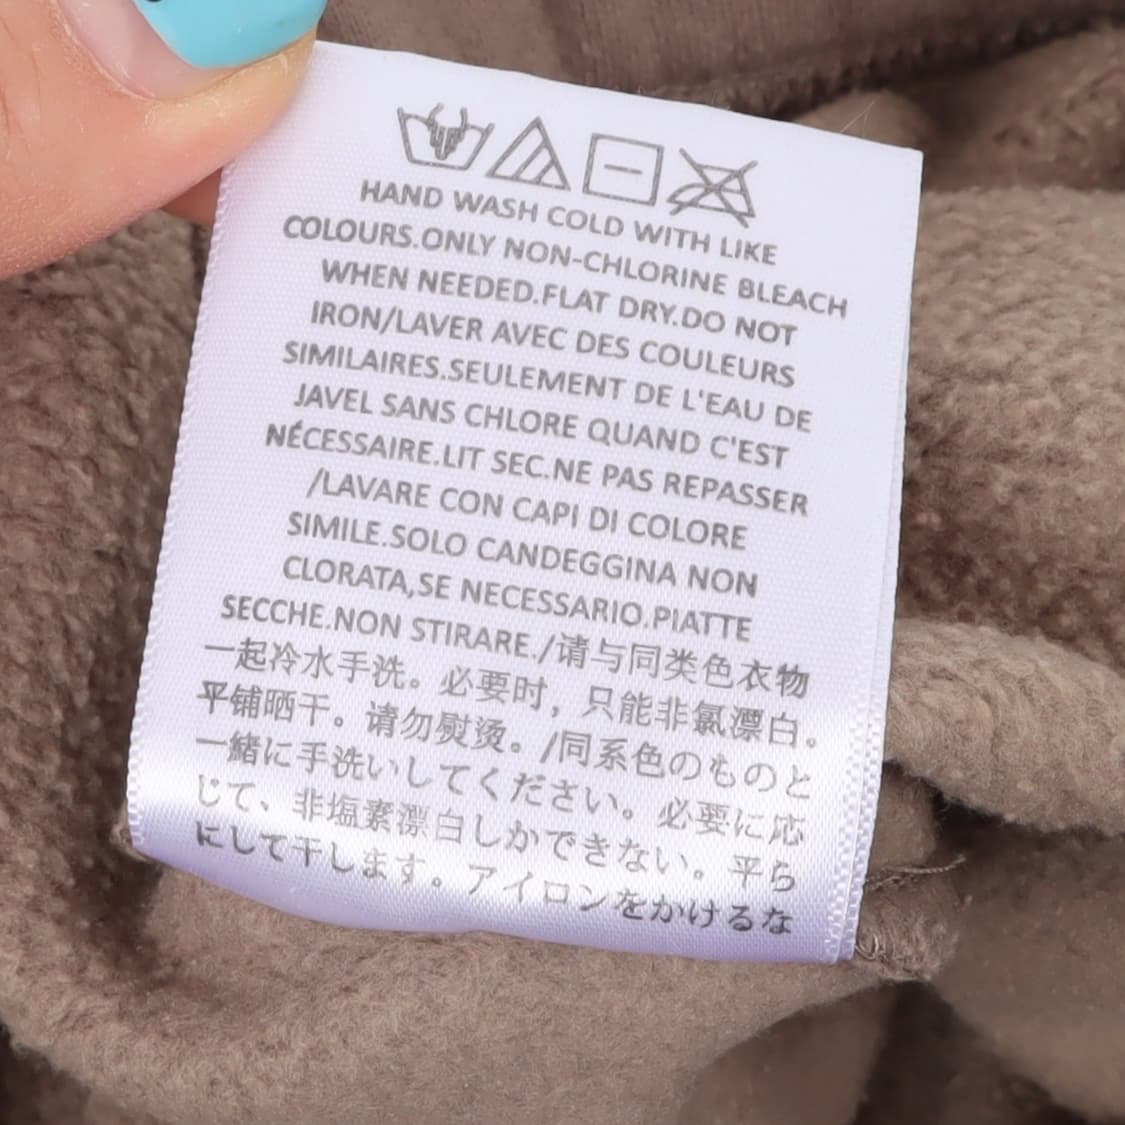 HAND WASH COLD WITH LIKE
COLOURS.ONLY NON-CHLORINE BLEACH
WHEN NEEDED.FLAT DRY.DO NOT
IRON/LAVER AVEC DES COULEURS
SIMILAIRES.SEULEMENT DE L'EAU DE
JAVEL SANS CHLORE QUAND C'EST
NÉCESSAIRE.LIT SEC.NE PAS REPASSER
/LAVARE CON CAPI DI COLORE
SIMILE.SOLO CANDEGGINA NON
CLORATA,SE NECESSARIO.PIATTE
SECCHE.NON STIRARE./请与同类色衣物
一起冷水手洗。必要时，只能非氯漂白。
平铺晒干。请勿熨烫。/同系色のものと
一緒に手洗いしてください。必要に応
じて、非塩素漂白しかできない。平ら
にして干します。アイロンをかけるな